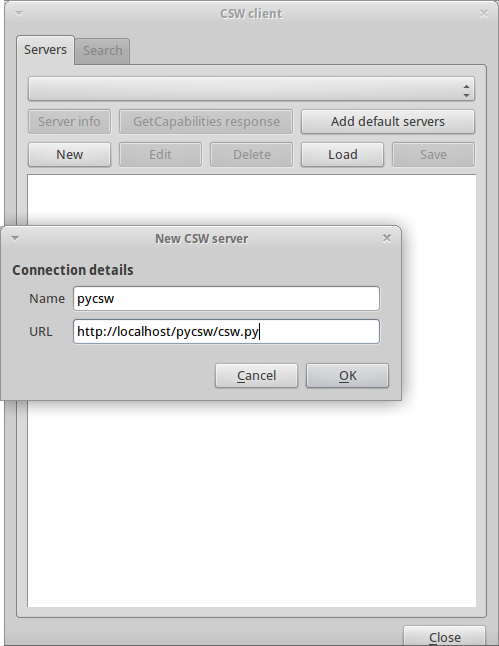 CSW client
Servers Search
Server info GetCapabilities response Add default servers
New Edit Delete Load Save
New CSW server
Connection details
Name pycsw
URL http://localhost/pycsw/csw.py
Cancel OK
Close